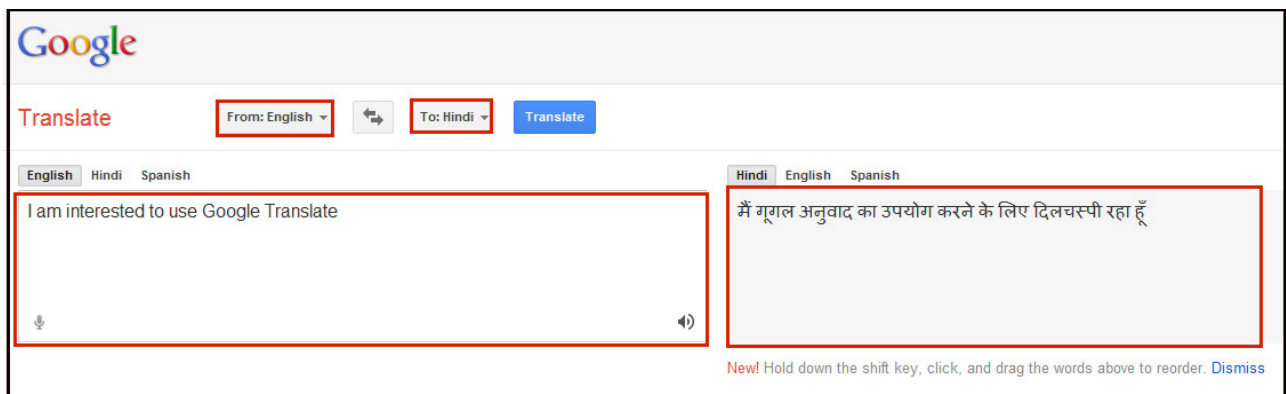 Google
Translate From: English To: Hindi Translate
English Hindi Spanish
I am interested to use Google Translate
Hindi English Spanish
मैं गूगल अनुवाद का उपयोग करने के लिए दिलचस्पी रहा हूँ
New! Hold down the shift key, click, and drag the words above to reorder. Dismiss